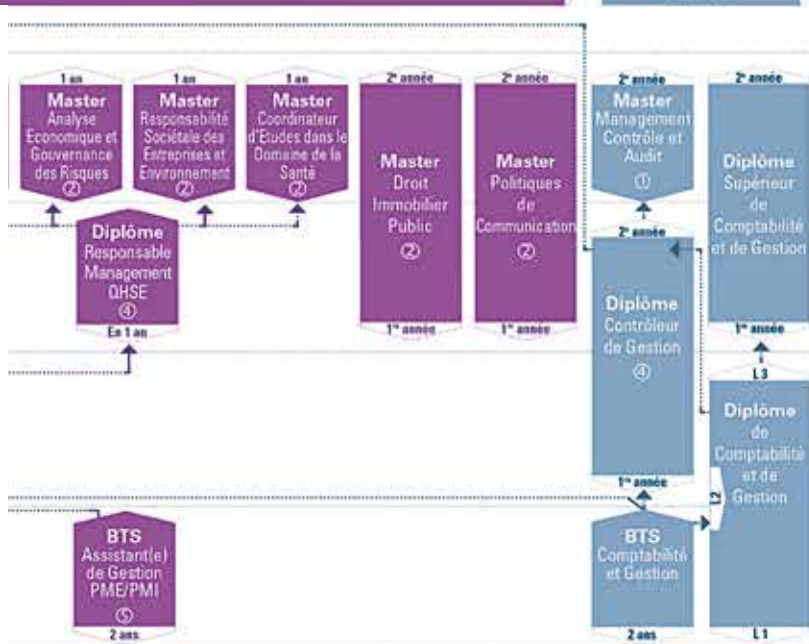 1 an
Master
Analyse
Economique et
Gouvernance
des Risques
②
1 an
Master
Responsabilité
Sociétale des
Entreprises et
Environnement
②
1 an
Master
Coordinateur
d'Etudes dans le
Domaine de la
Santé
②
2e année
Master
Droit
Immobilier
Public
②
1re année
2e année
Master
Politiques
de
Communication
②
1re année
2e année
Master
Management
Contrôle et
Audit
①
2e année
Diplôme
Supérieur
de
Comptabilité
et de Gestion
1re année
Diplôme
Responsable
Management
QHSE
④
En 1 an
2e année
Diplôme
Contrôleur
de Gestion
④
1re année
L3
Diplôme
de
Comptabilité
et de
Gestion
L2
L1
BTS
Assistant(e)
de Gestion
PME/PMI
⑤
2 ans
BTS
Comptabilité
et Gestion
2 ans